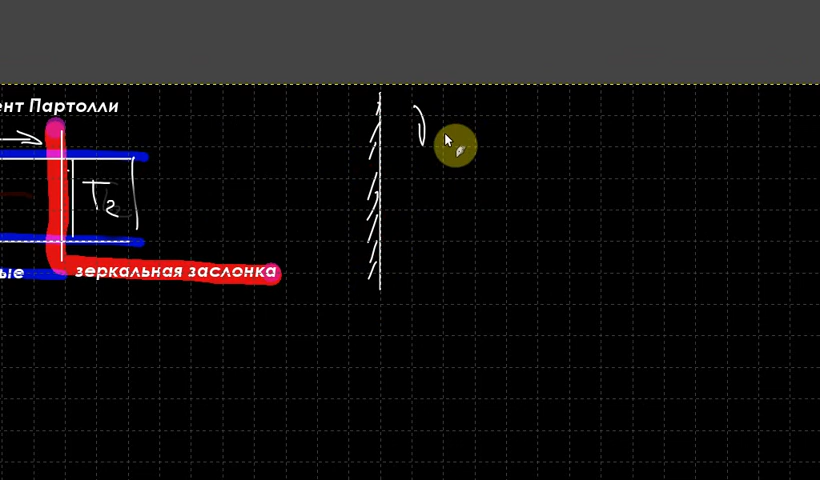 ент Партолли
T2
ые зеркальная заслонка